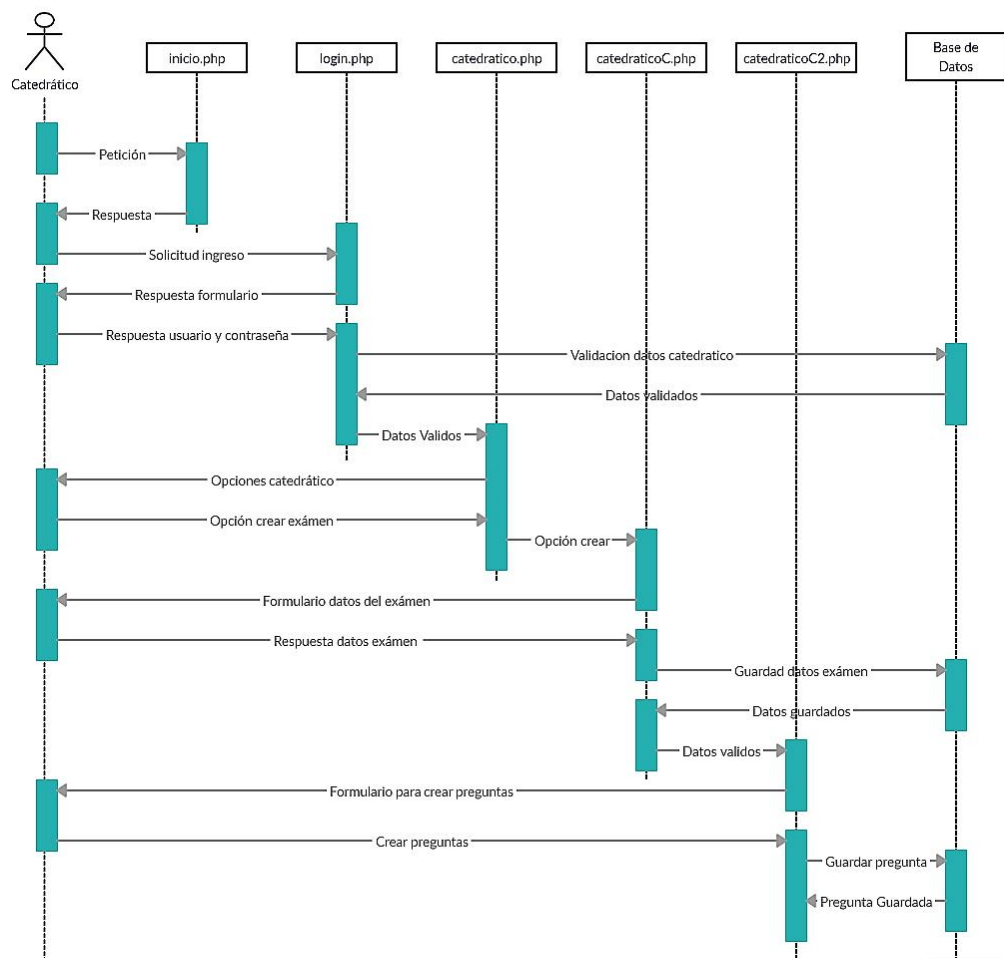 Catedrático
inicio.php
login.php
catedratico.php
catedraticoC.php
catedraticoC2.php
Base de
Datos
Petición
Respuesta
Solicitud ingreso
Respuesta formulario
Respuesta usuario y contraseña
Validacion datos catedratico
Datos validados
Datos Validos
Opciones catedrático
Opción crear exámen
Opción crear
Formulario datos del exámen
Respuesta datos exámen
Guardad datos exámen
Datos guardados
Datos validos
Formulario para crear preguntas
Crear preguntas
Guardar pregunta
Pregunta Guardada